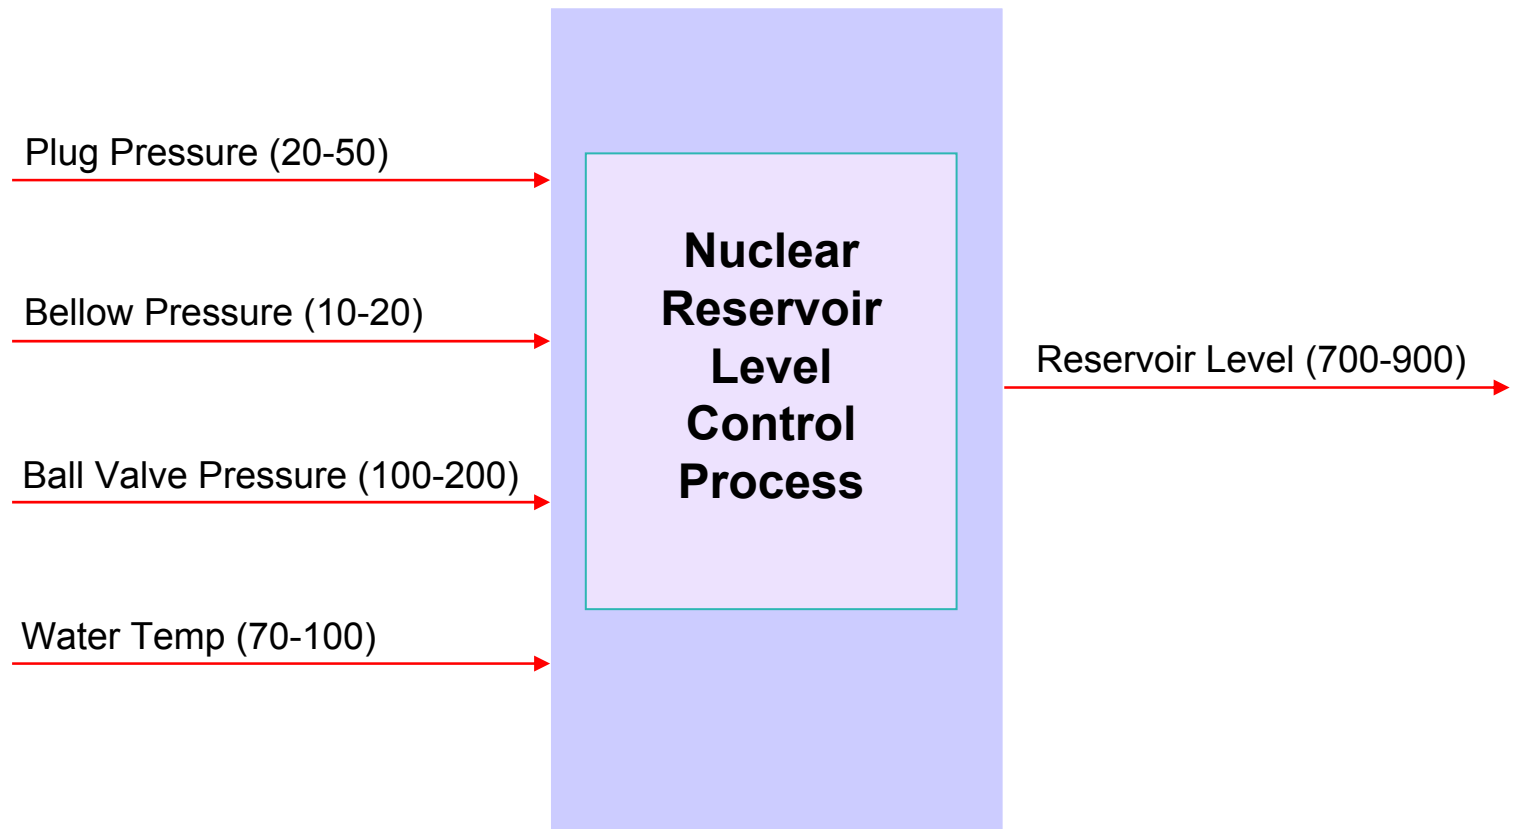 Plug Pressure (20-50)
Bellow Pressure (10-20)
Ball Valve Pressure (100-200)
Water Temp (70-100)
Nuclear
Reservoir
Level
Control
Process
Reservoir Level (700-900)